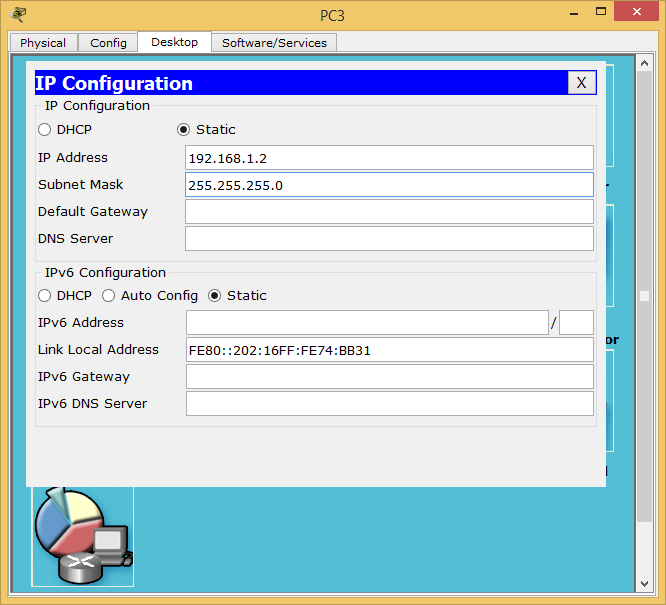 PC3
Physical Config Desktop Software/Services
IP Configuration X
IP Configuration
DHCP Static
IP Address 192.168.1.2
Subnet Mask 255.255.255.0
Default Gateway
DNS Server
IPv6 Configuration
DHCP Auto Config Static
IPv6 Address /
or
Link Local Address FE80::202:16FF:FE74:BB31
IPv6 Gateway
IPv6 DNS Server